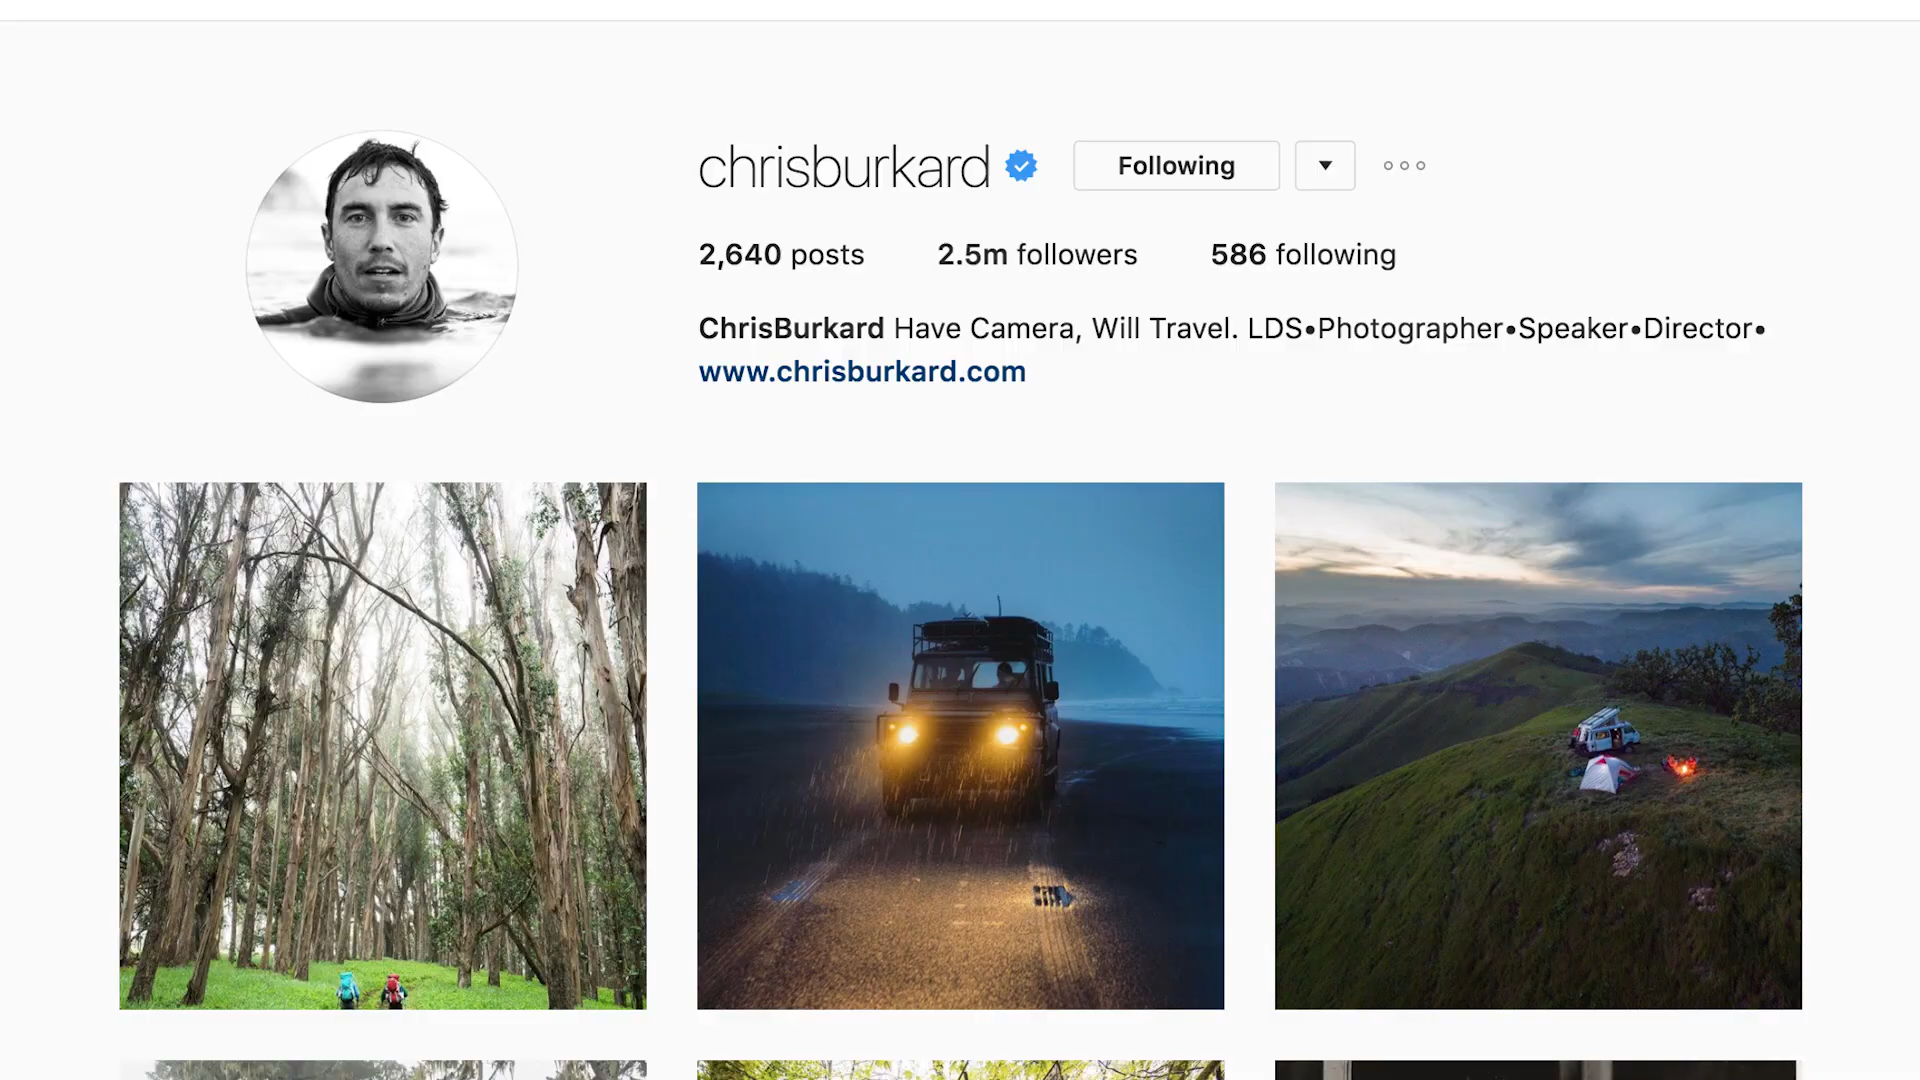 chrisburkard Following
2,640 posts 2.5m followers 586 following
ChrisBurkard Have Camera, Will Travel. LDS•Photographer•Speaker•Director•
www.chrisburkard.com